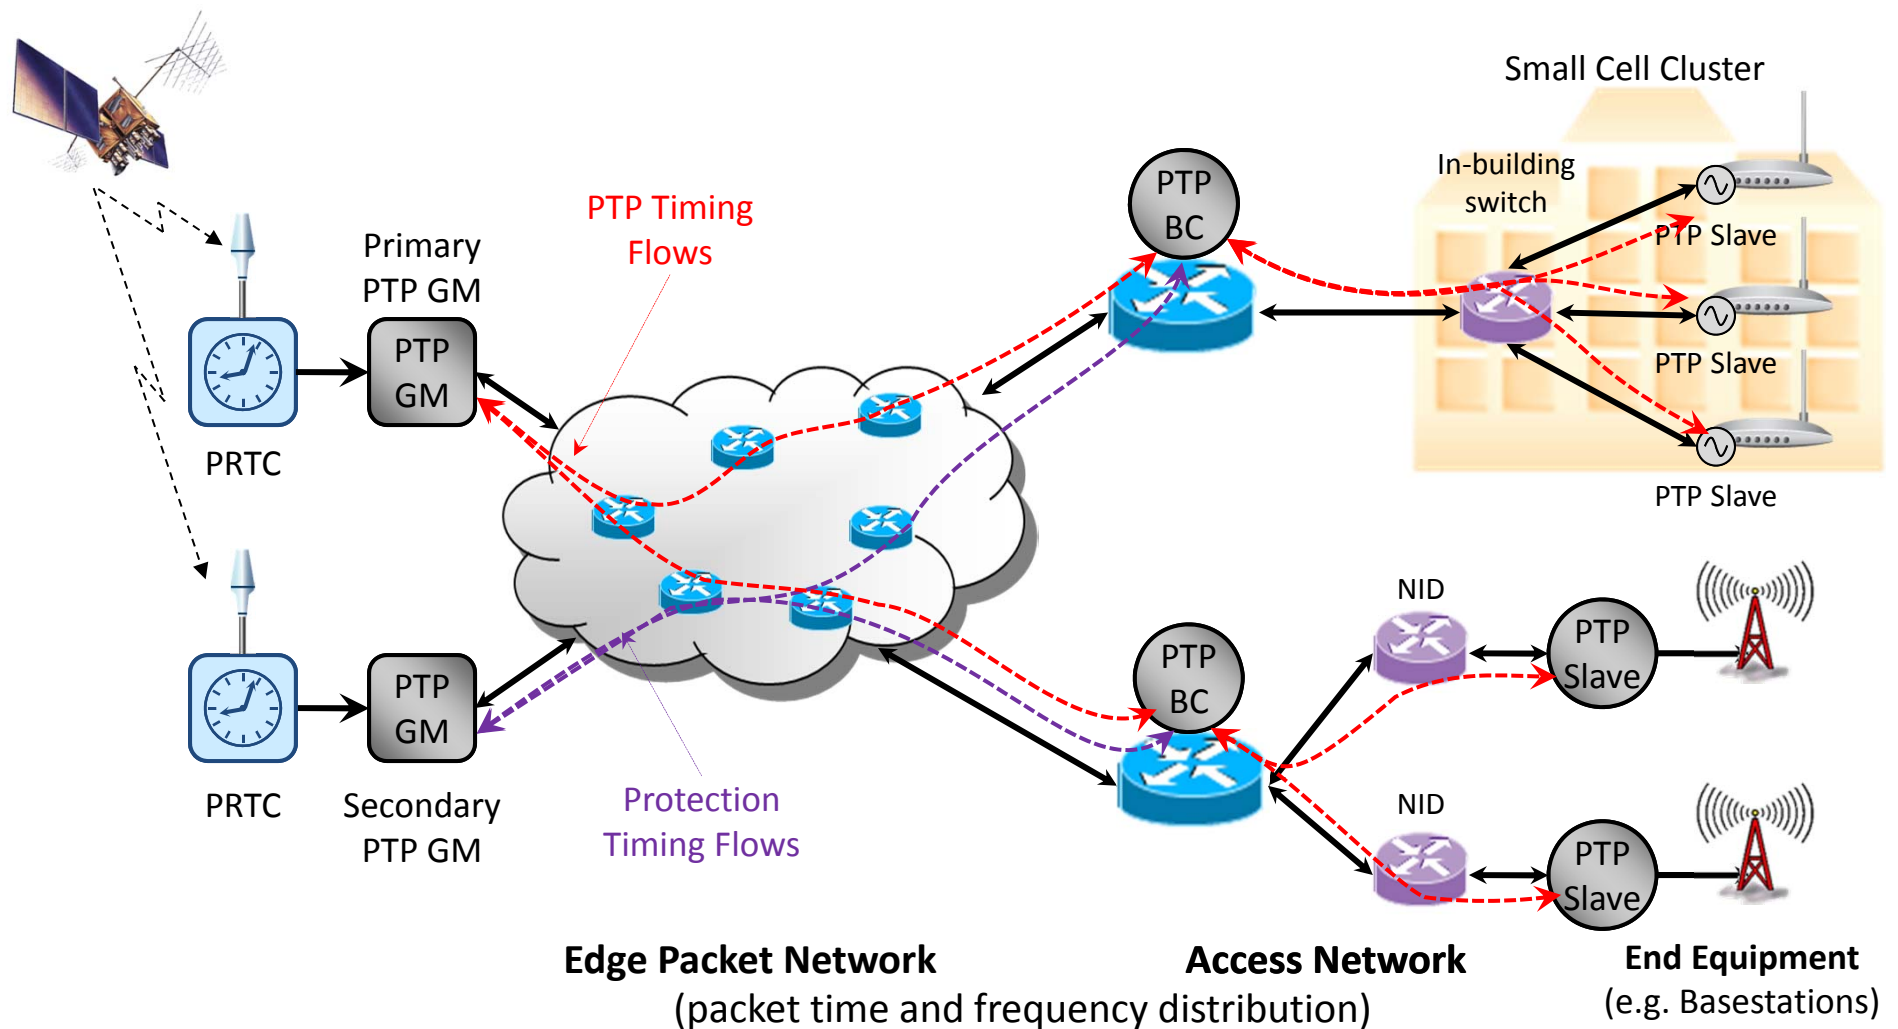 Small Cell Cluster
In-building
switch
PTP Slave
PTP Slave
PTP Slave
PTP
BC
PTP Timing
Flows
Primary
PTP GM
PTP
GM
PRTC
PTP
GM
PRTC
Secondary
PTP GM
Protection
Timing Flows
PTP
BC
NID
PTP
Slave
NID
PTP
Slave
Edge Packet Network
Access Network
(packet time and frequency distribution)
End Equipment
(e.g. Basestations)